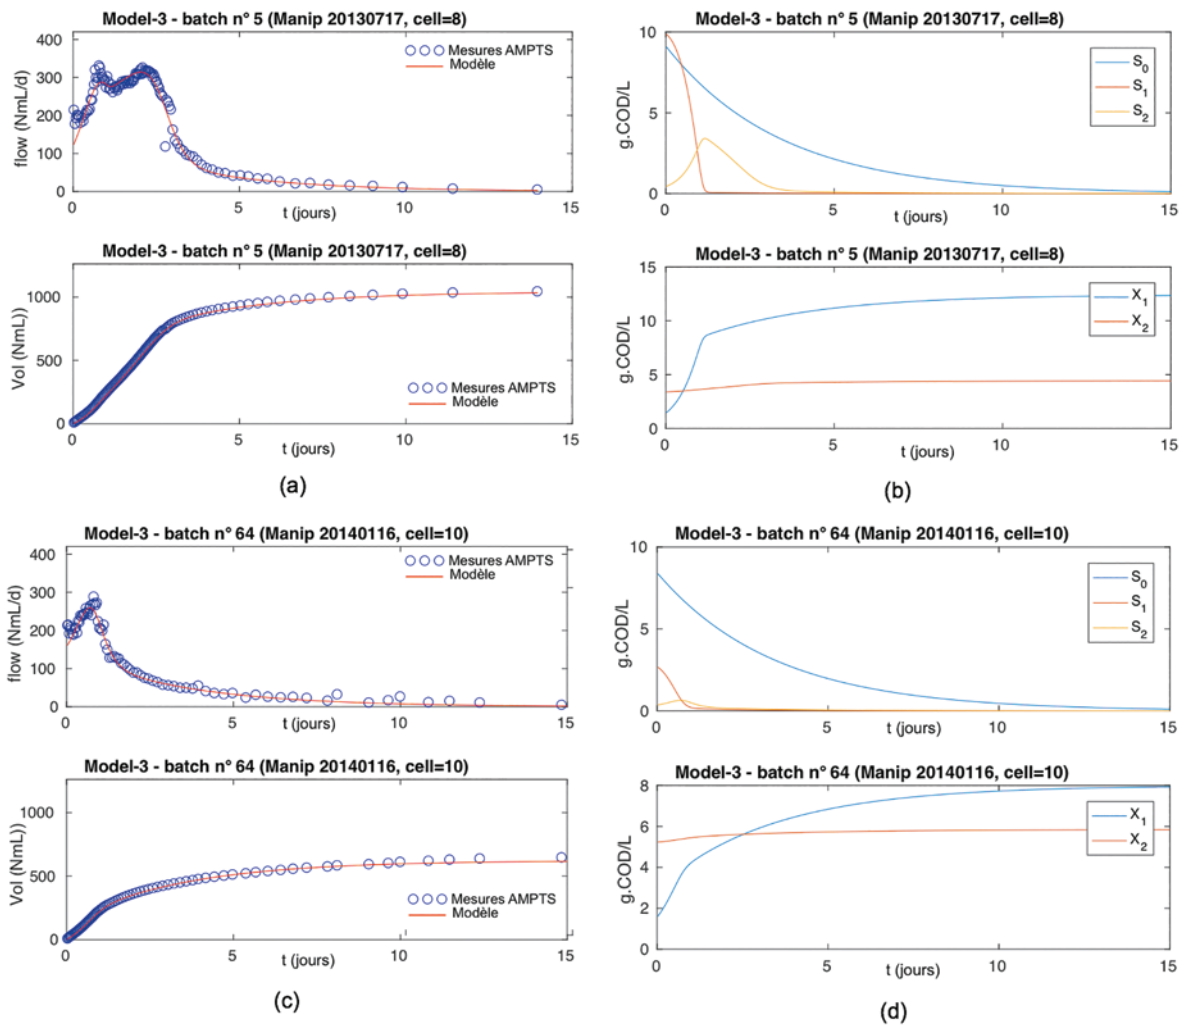 Model-3 - batch n° 5 (Manip 20130717, cell=8)
400
300
200
100
0
flow (NmL/d)
Mesures AMPTS
Modèle
0
5
10
15
t (jours)
Model-3 - batch n° 5 (Manip 20130717, cell=8)
1000
500
0
Vol (NmL))
Mesures AMPTS
Modèle
0
5
10
15
t (jours)
(a)
Model-3 - batch n° 5 (Manip 20130717, cell=8)
10
5
0
g.COD/L
S0
S1
S2
0
5
10
15
t (jours)
Model-3 - batch n° 5 (Manip 20130717, cell=8)
15
10
5
0
g.COD/L
X1
X2
0
5
10
15
t (jours)
(b)
Model-3 - batch n° 64 (Manip 20140116, cell=10)
400
300
200
100
0
flow (NmL/d)
Mesures AMPTS
Modèle
0
5
10
15
t (jours)
Model-3 - batch n° 64 (Manip 20140116, cell=10)
1000
500
0
Vol (NmL))
Mesures AMPTS
Modèle
0
5
10
15
t (jours)
(c)
Model-3 - batch n° 64 (Manip 20140116, cell=10)
10
5
0
g.COD/L
S0
S1
S2
0
5
10
15
t (jours)
Model-3 - batch n° 64 (Manip 20140116, cell=10)
8
6
4
2
0
g.COD/L
X1
X2
0
5
10
15
t (jours)
(d)